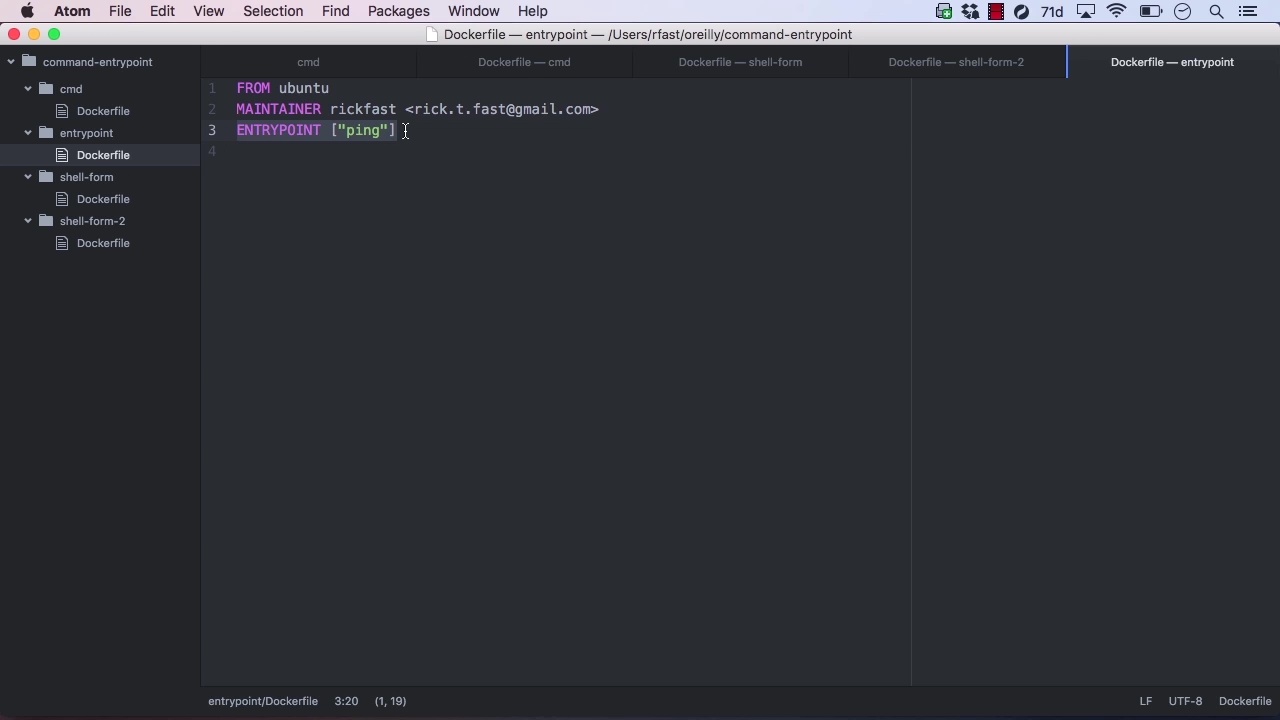 Atom File Edit View Selection Find Packages Window Help 71d
Dockerfile — entrypoint — /Users/rfast/oreilly/command-entrypoint
command-entrypoint
cmd
Dockerfile
entrypoint
Dockerfile
shell-form
Dockerfile
shell-form-2
Dockerfile
cmd Dockerfile — cmd Dockerfile — shell-form Dockerfile — shell-form-2 Dockerfile — entrypoint
1 FROM ubuntu
2 MAINTAINER rickfast <rick.t.fast@gmail.com>
3 ENTRYPOINT ["ping"]
4
entrypoint/Dockerfile 3:20 (1, 19) LF UTF-8 Dockerfile